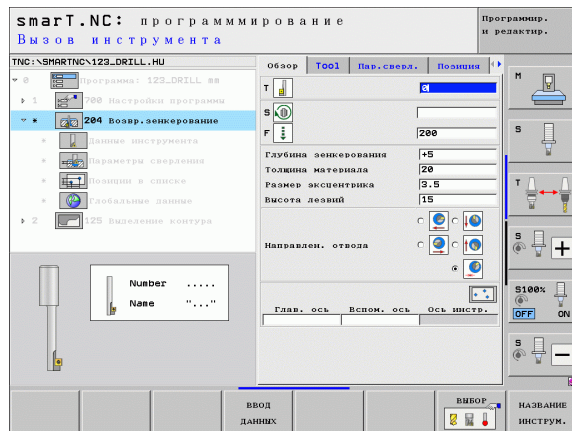 smarT.NC: программмирование
Программир.
и редактир.
Вызов инструмента
TNC:\SMARTNC\123_DRILL.HU
0 Программа: 123_DRILL mm
1 700 Настройки программы
* 204 Возвр.зенкерование
* Данные инструмента
* Параметры сверления
* Позиции в списке
* Глобальные данные
2 125 Выделение контура
Number .....
Name "..."
Обзор Tool Пар.сверл. Позиция
T 0
S
F 200
Глубина зенкерования +5
Толщина материала 20
Размер эксцентрика 3.5
Высота лезвий 15
Направлен. отвода
Глав. ось Вспом. ось Ось инстр.
M
S
T
S +
S100%
OFF ON
S −
ВВОД
ДАННЫХ
ВЫБОР
НАЗВАНИЕ
ИНСТРУМ.